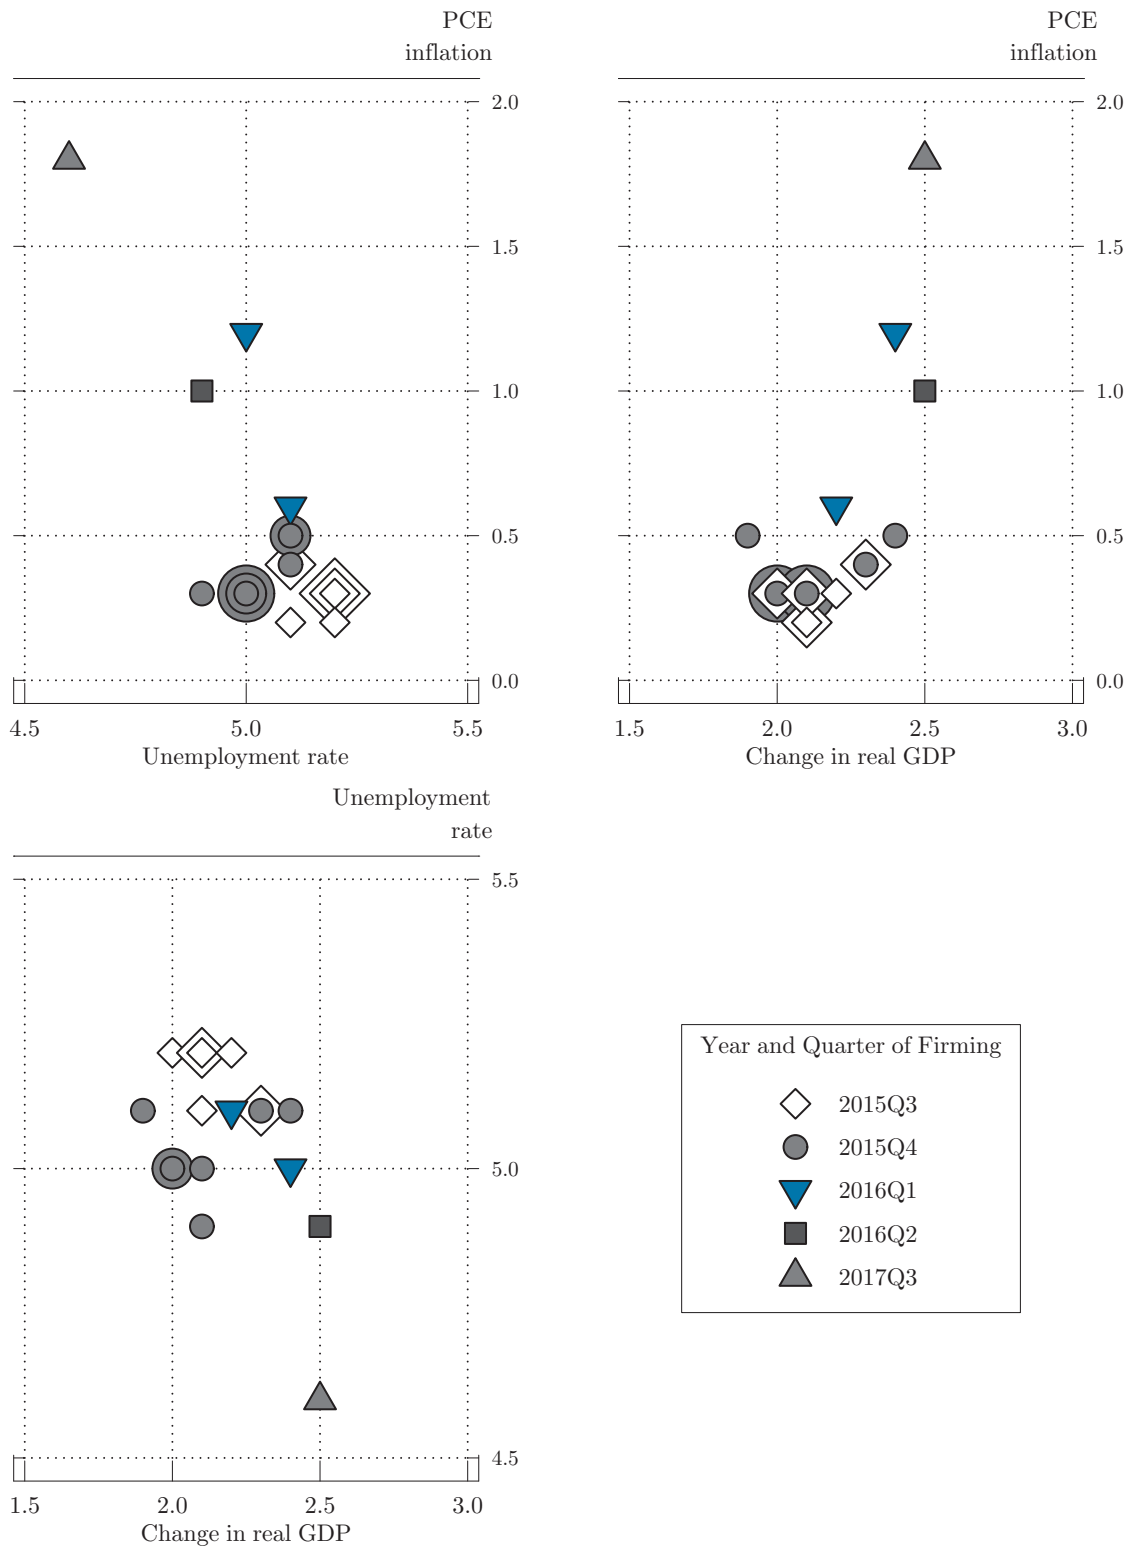 PCE
inflation
2.0
1.5
1.0
0.5
0.0
4.5 5.0 5.5
Unemployment rate
PCE
inflation
2.0
1.5
1.0
0.5
0.0
1.5 2.0 2.5 3.0
Change in real GDP
Unemployment
rate
5.5
5.0
4.5
1.5 2.0 2.5 3.0
Change in real GDP
Year and Quarter of Firming
2015Q3
2015Q4
2016Q1
2016Q2
2017Q3